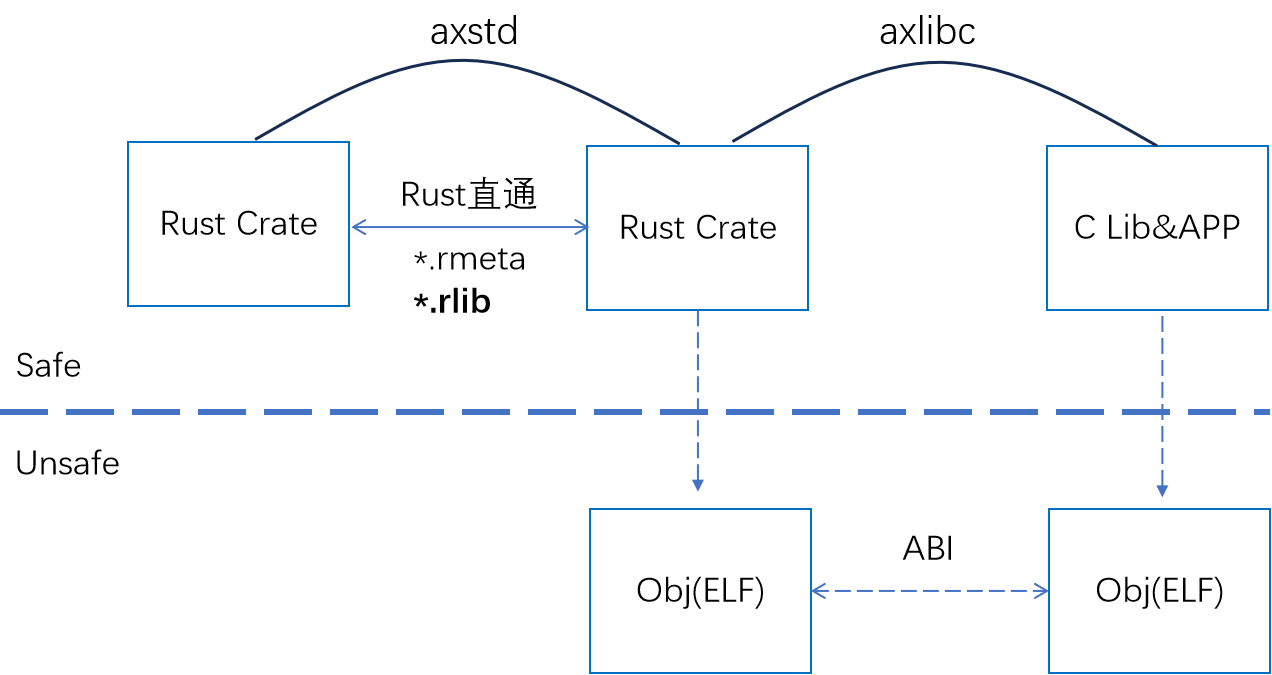 axstd
axlibc
Rust Crate
Rust直通
*.rmeta
*.rlib
Rust Crate
C Lib&APP
Safe
Unsafe
Obj(ELF)
ABI
Obj(ELF)